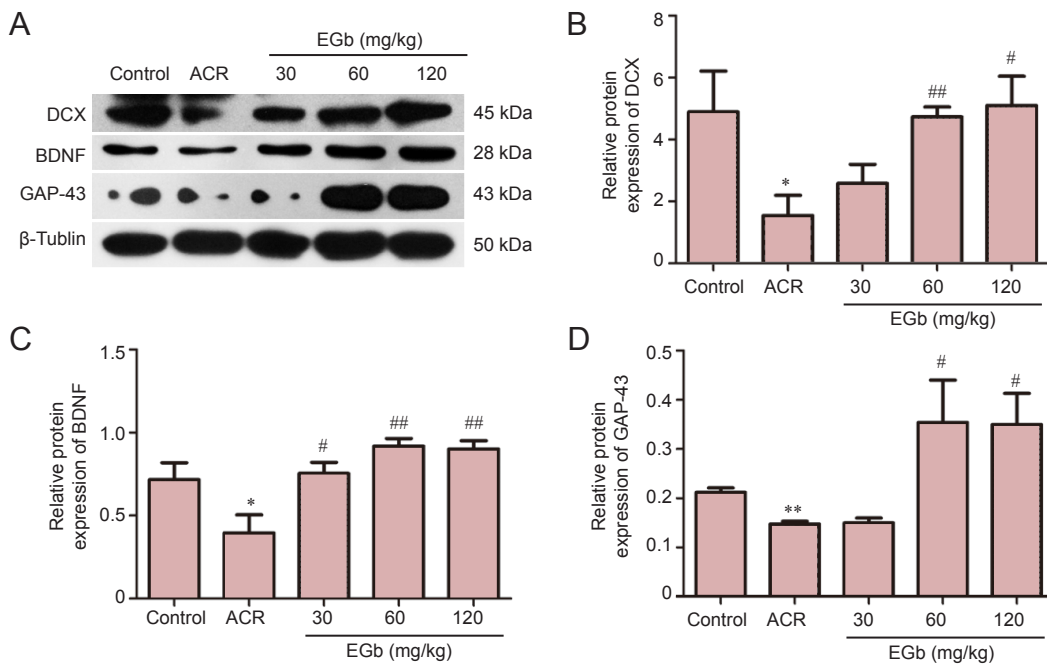 A
EGb (mg/kg)
Control ACR 30 60 120
DCX 45 kDa
BDNF 28 kDa
GAP-43 43 kDa
β-Tublin 50 kDa
B
Relative protein
expression of DCX
8
6
4
2
0
*
##
#
Control ACR 30 60 120
EGb (mg/kg)
C
Relative protein
expression of BDNF
1.5
1.0
0.5
0
*
#
##
##
Control ACR 30 60 120
EGb (mg/kg)
D
Relative protein
expression of GAP-43
0.5
0.4
0.3
0.2
0.1
0
**
#
#
Control ACR 30 60 120
EGb (mg/kg)